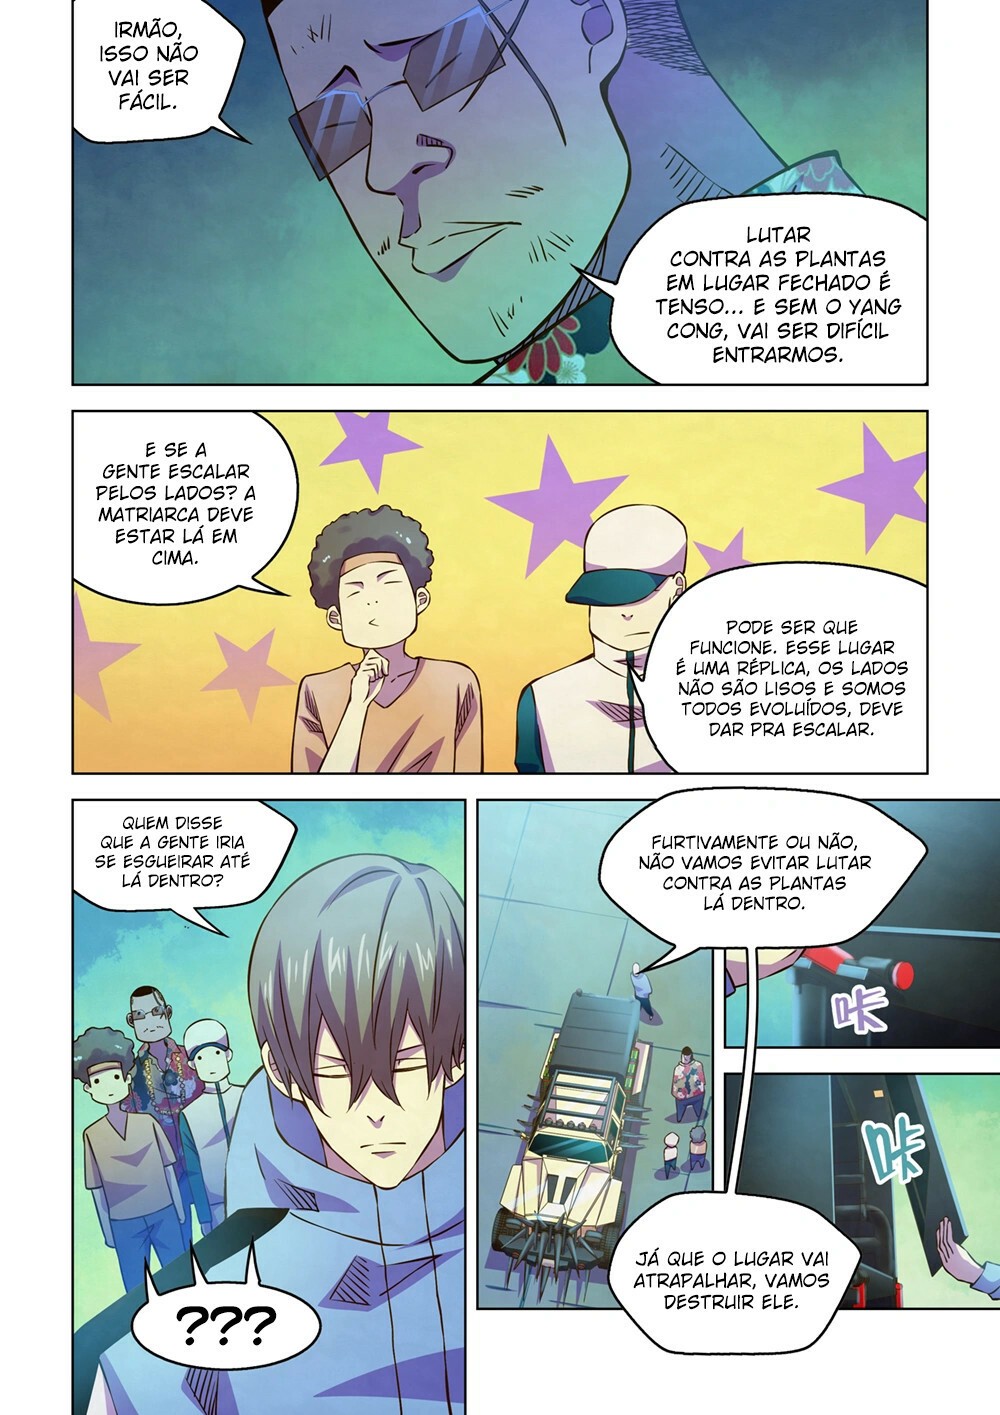 IRMÃO,
ISSO NÃO
VAI SER
FÁCIL.
LUTAR
CONTRA AS PLANTAS
EM LUGAR FECHADO É
TENSO... E SEM O YANG
CONG, VAI SER DIFÍCIL
ENTRARMOS.
E SE A
GENTE ESCALAR
PELOS LADOS? A
MATRIARCA DEVE
ESTAR LÁ EM
CIMA.
PODE SER QUE
FUNCIONE. ESSE LUGAR
É UMA RÉPLICA, OS LADOS
NÃO SÃO LISOS E SOMOS
TODOS EVOLUÍDOS, DEVE
DAR PRA ESCALAR.
QUEM DISSE
QUE A GENTE IRIA
SE ESGUEIRAR ATÉ
LÁ DENTRO?
???
FURTIVAMENTE OU NÃO,
NÃO VAMOS EVITAR LUTAR
CONTRA AS PLANTAS
LÁ DENTRO.
咔
咔
JÁ QUE O LUGAR VAI
ATRAPALHAR, VAMOS
DESTRUIR ELE.